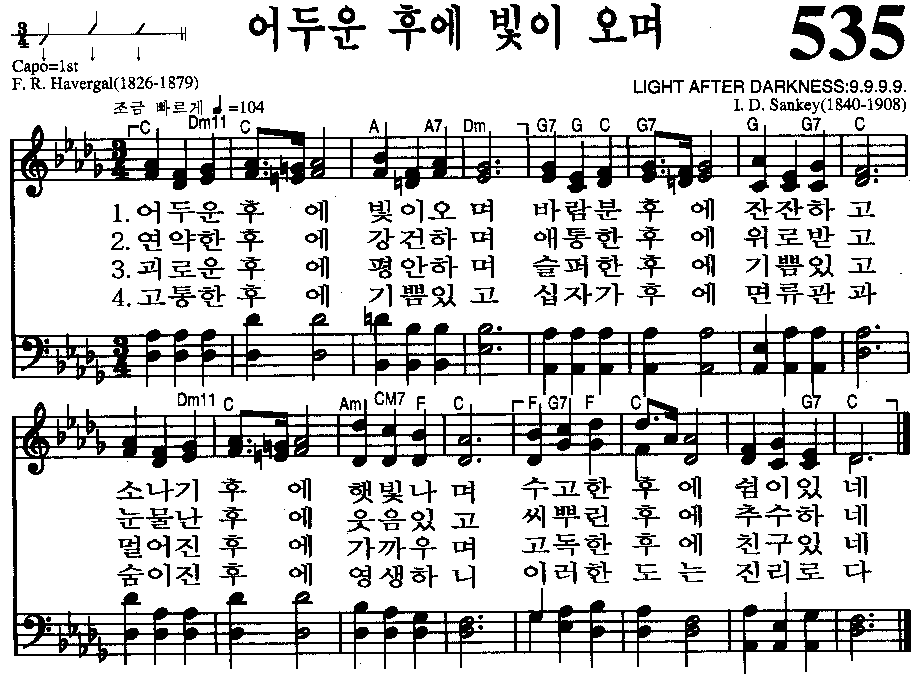 어두운 후에 빛이 오며
535
3/4
Capo=1st
F. R. Havergal(1826-1879)
LIGHT AFTER DARKNESS:9.9.9.9.
조금 빠르게 ♩=104
I. D. Sankey(1840-1908)
C Dm11 C A A7 Dm G7 G C G7 G G7 C
1. 어두운 후 에 빛이오 며 바람분 후 에 잔잔하 고
2. 연약한 후 에 강건하 며 애통한 후 에 위로받 고
3. 괴로운 후 에 평안하 며 슬퍼한 후 에 기쁨있 고
4. 고통한 후 에 기쁨있 고 십자가 후 에 면류관 과
Dm11 C Am CM7 F C F G7 F C G7 C
소나기 후 에 햇빛나 며 수고한 후 에 쉼이있 네
눈물난 후 에 웃음있 고 씨뿌린 후 에 추수하 네
멀어진 후 에 가까우 며 고독한 후 에 친구있 네
숨이진 후 에 영생하 니 이러한 도 는 진리로 다